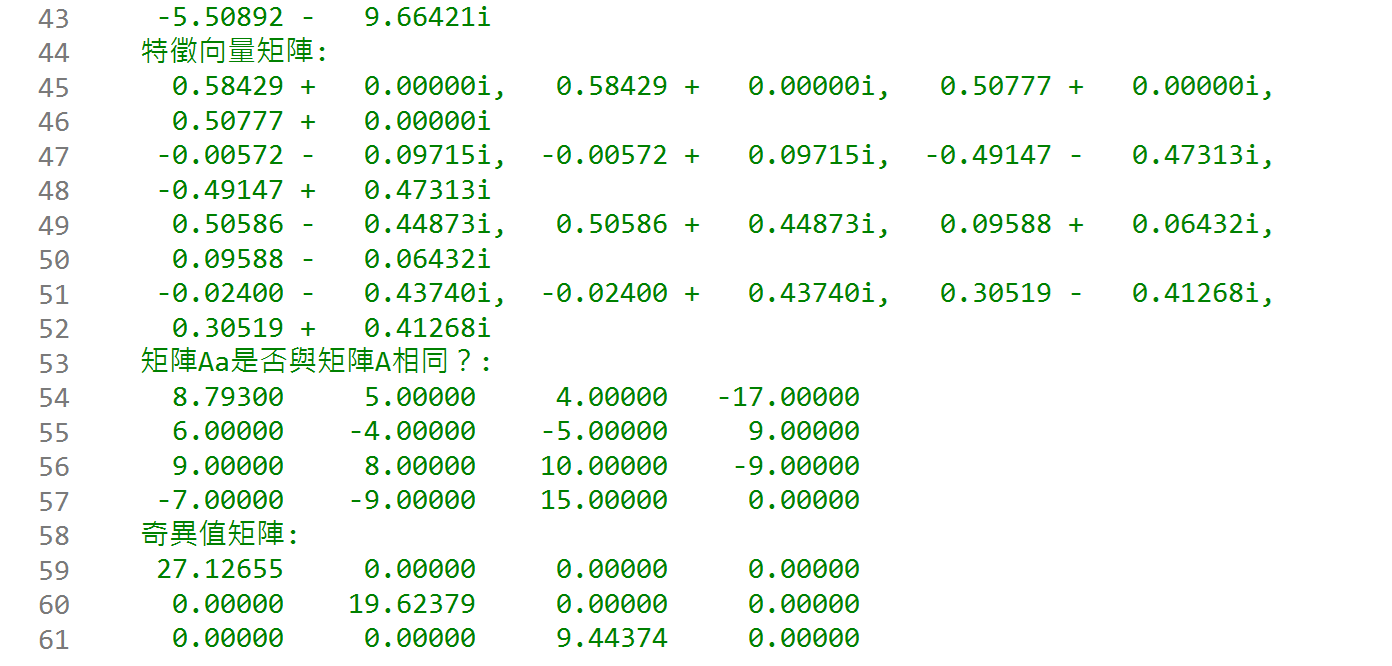 43 -5.50892 - 9.66421i
44 特徵向量矩陣:
45 0.58429 + 0.00000i, 0.58429 + 0.00000i, 0.50777 + 0.00000i,
46 0.50777 + 0.00000i
47 -0.00572 - 0.09715i, -0.00572 + 0.09715i, -0.49147 - 0.47313i,
48 -0.49147 + 0.47313i
49 0.50586 - 0.44873i, 0.50586 + 0.44873i, 0.09588 + 0.06432i,
50 0.09588 - 0.06432i
51 -0.02400 - 0.43740i, -0.02400 + 0.43740i, 0.30519 - 0.41268i,
52 0.30519 + 0.41268i
53 矩陣Aa是否與矩陣A相同？:
54 8.79300 5.00000 4.00000 -17.00000
55 6.00000 -4.00000 -5.00000 9.00000
56 9.00000 8.00000 10.00000 -9.00000
57 -7.00000 -9.00000 15.00000 0.00000
58 奇異值矩陣:
59 27.12655 0.00000 0.00000 0.00000
60 0.00000 19.62379 0.00000 0.00000
61 0.00000 0.00000 9.44374 0.00000